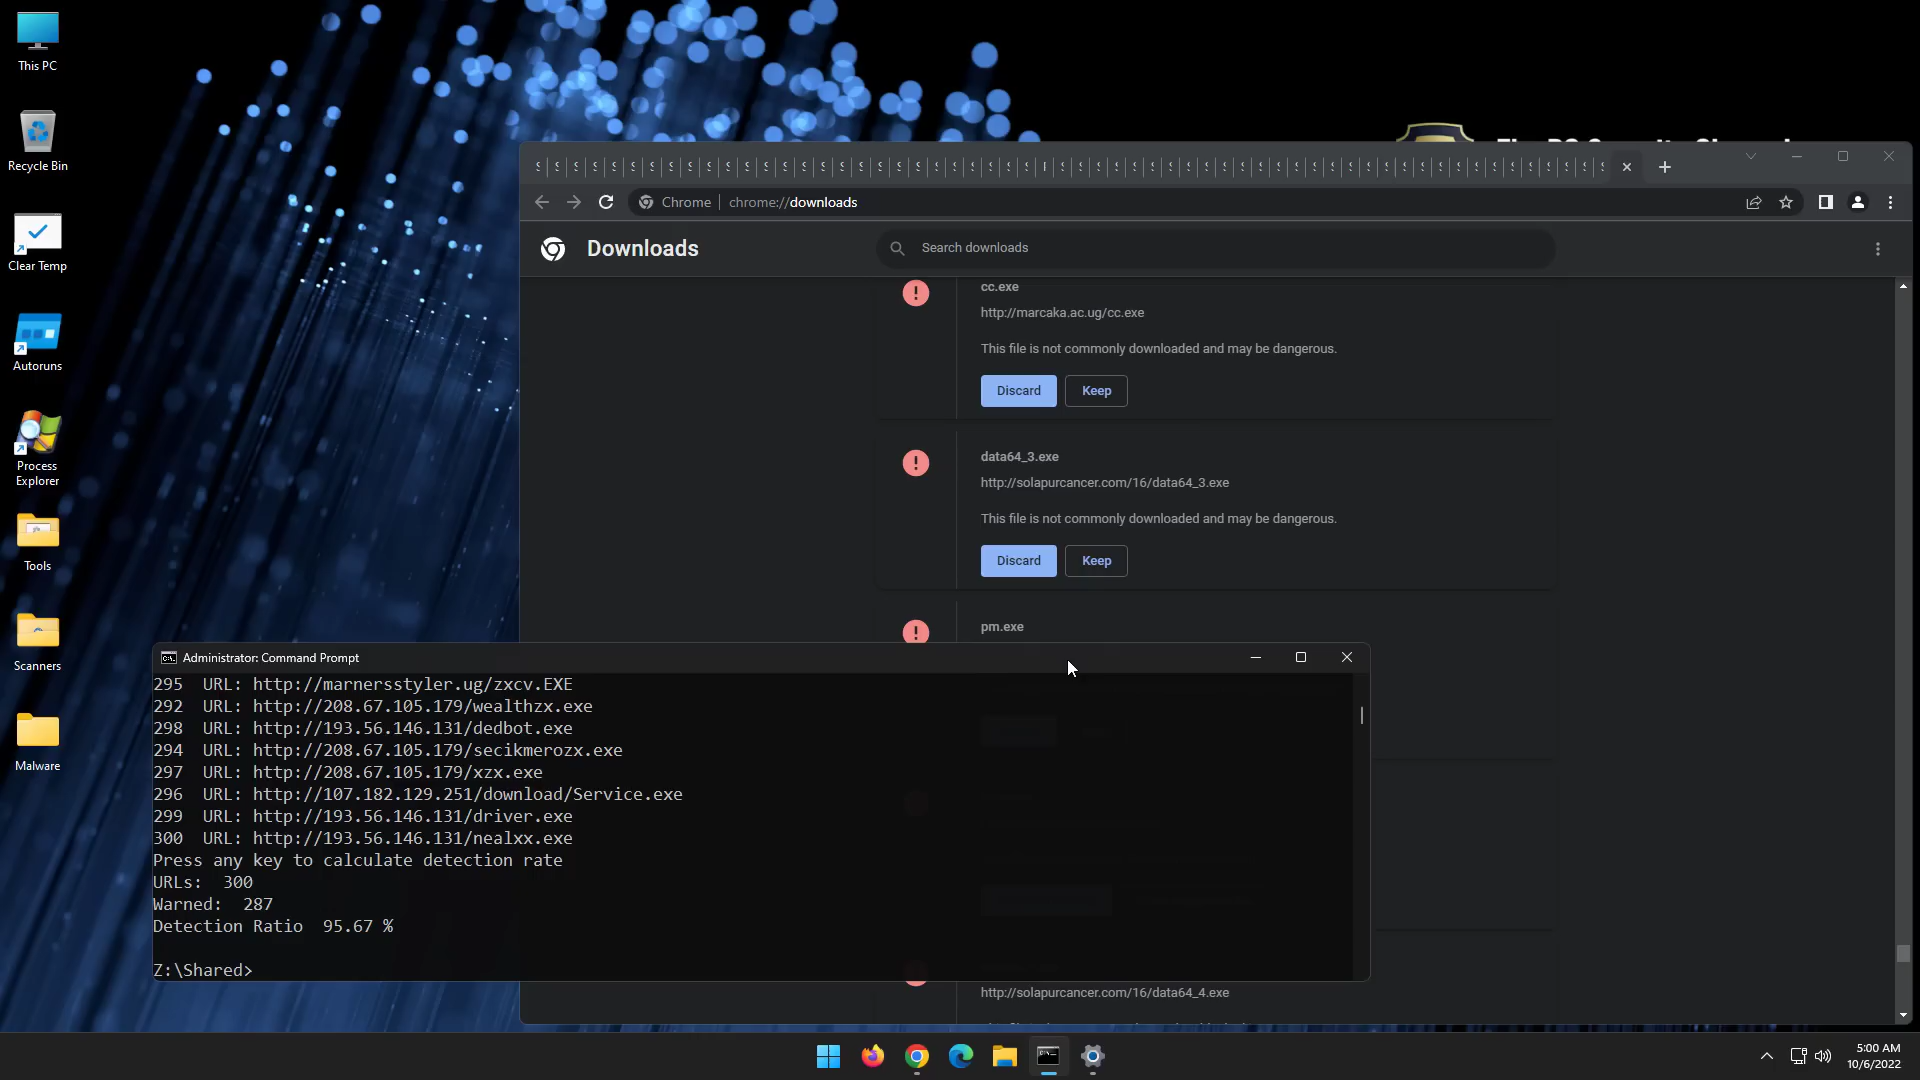 This PC
Recycle Bin
Clear Temp
Autoruns
Process
Explorer
Tools
Scanners
Malware
Chrome
chrome://downloads
Downloads
Search downloads
cc.exe
http://marcaka.ac.ug/cc.exe
This file is not commonly downloaded and may be dangerous.
Discard
Keep
data64_3.exe
http://solapurcancer.com/16/data64_3.exe
This file is not commonly downloaded and may be dangerous.
Discard
Keep
pm.exe
Administrator: Command Prompt
295 URL: http://marnersstyler.ug/zxcv.EXE
292 URL: http://208.67.105.179/wealthzx.exe
298 URL: http://193.56.146.131/dedbot.exe
294 URL: http://208.67.105.179/secikmerozx.exe
297 URL: http://208.67.105.179/xzx.exe
296 URL: http://107.182.129.251/download/Service.exe
299 URL: http://193.56.146.131/driver.exe
300 URL: http://193.56.146.131/nealxx.exe
Press any key to calculate detection rate
URLs: 300
Warned: 287
Detection Ratio 95.67 %
Z:\Shared>
http://solapurcancer.com/16/data64_4.exe
5:00 AM
10/6/2022